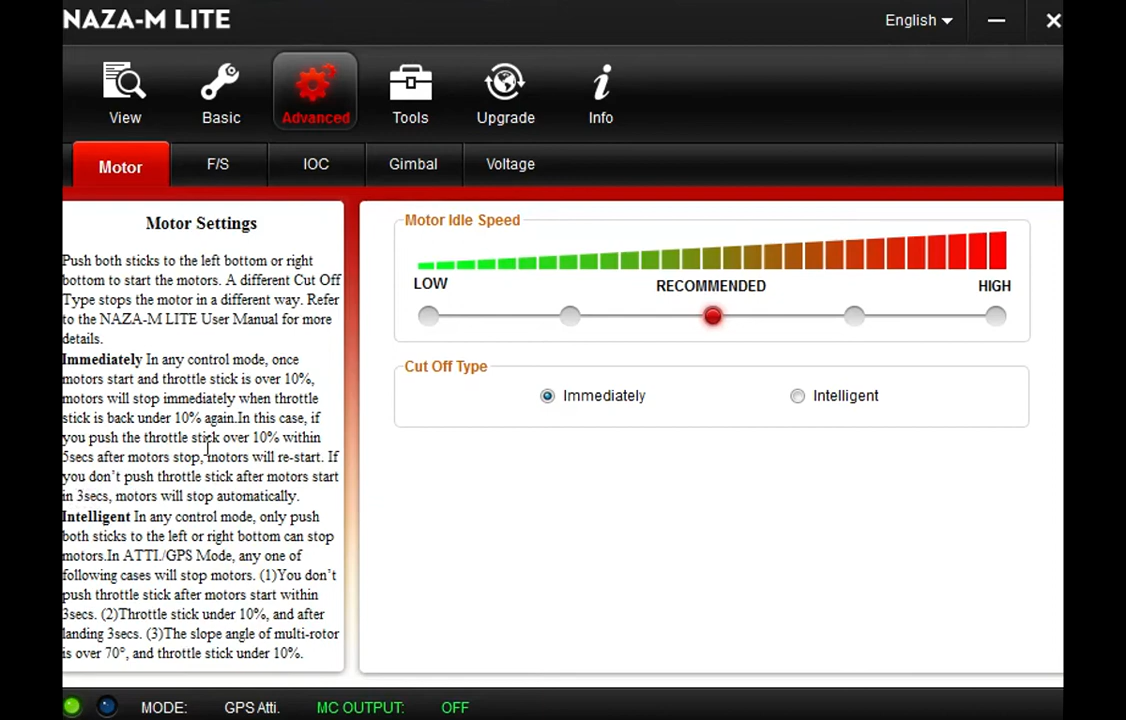 NAZA-M LITE
English
View
Basic
Advanced
Tools
Upgrade
Info
Motor
F/S
IOC
Gimbal
Voltage
Motor Settings
Push both sticks to the left bottom or right
bottom to start the motors. A different Cut Off
Type stops the motor in a different way. Refer
to the NAZA-M LITE User Manual for more
details.
Immediately In any control mode, once
motors start and throttle stick is over 10%,
motors will stop immediately when throttle
stick is back under 10% again.In this case, if
you push the throttle stick over 10% within
5secs after motors stop, motors will re-start. If
you don't push throttle stick after motors start
in 3secs, motors will stop automatically.
Intelligent In any control mode, only push
both sticks to the left or right bottom can stop
motors.In ATTI./GPS Mode, any one of
following cases will stop motors. (1)You don't
push throttle stick after motors start within
3secs. (2)Throttle stick under 10%, and after
landing 3secs. (3)The slope angle of multi-rotor
is over 70°, and throttle stick under 10%.
Motor Idle Speed
LOW
RECOMMENDED
HIGH
Cut Off Type
Immediately
Intelligent
MODE:
GPS Atti.
MC OUTPUT:
OFF